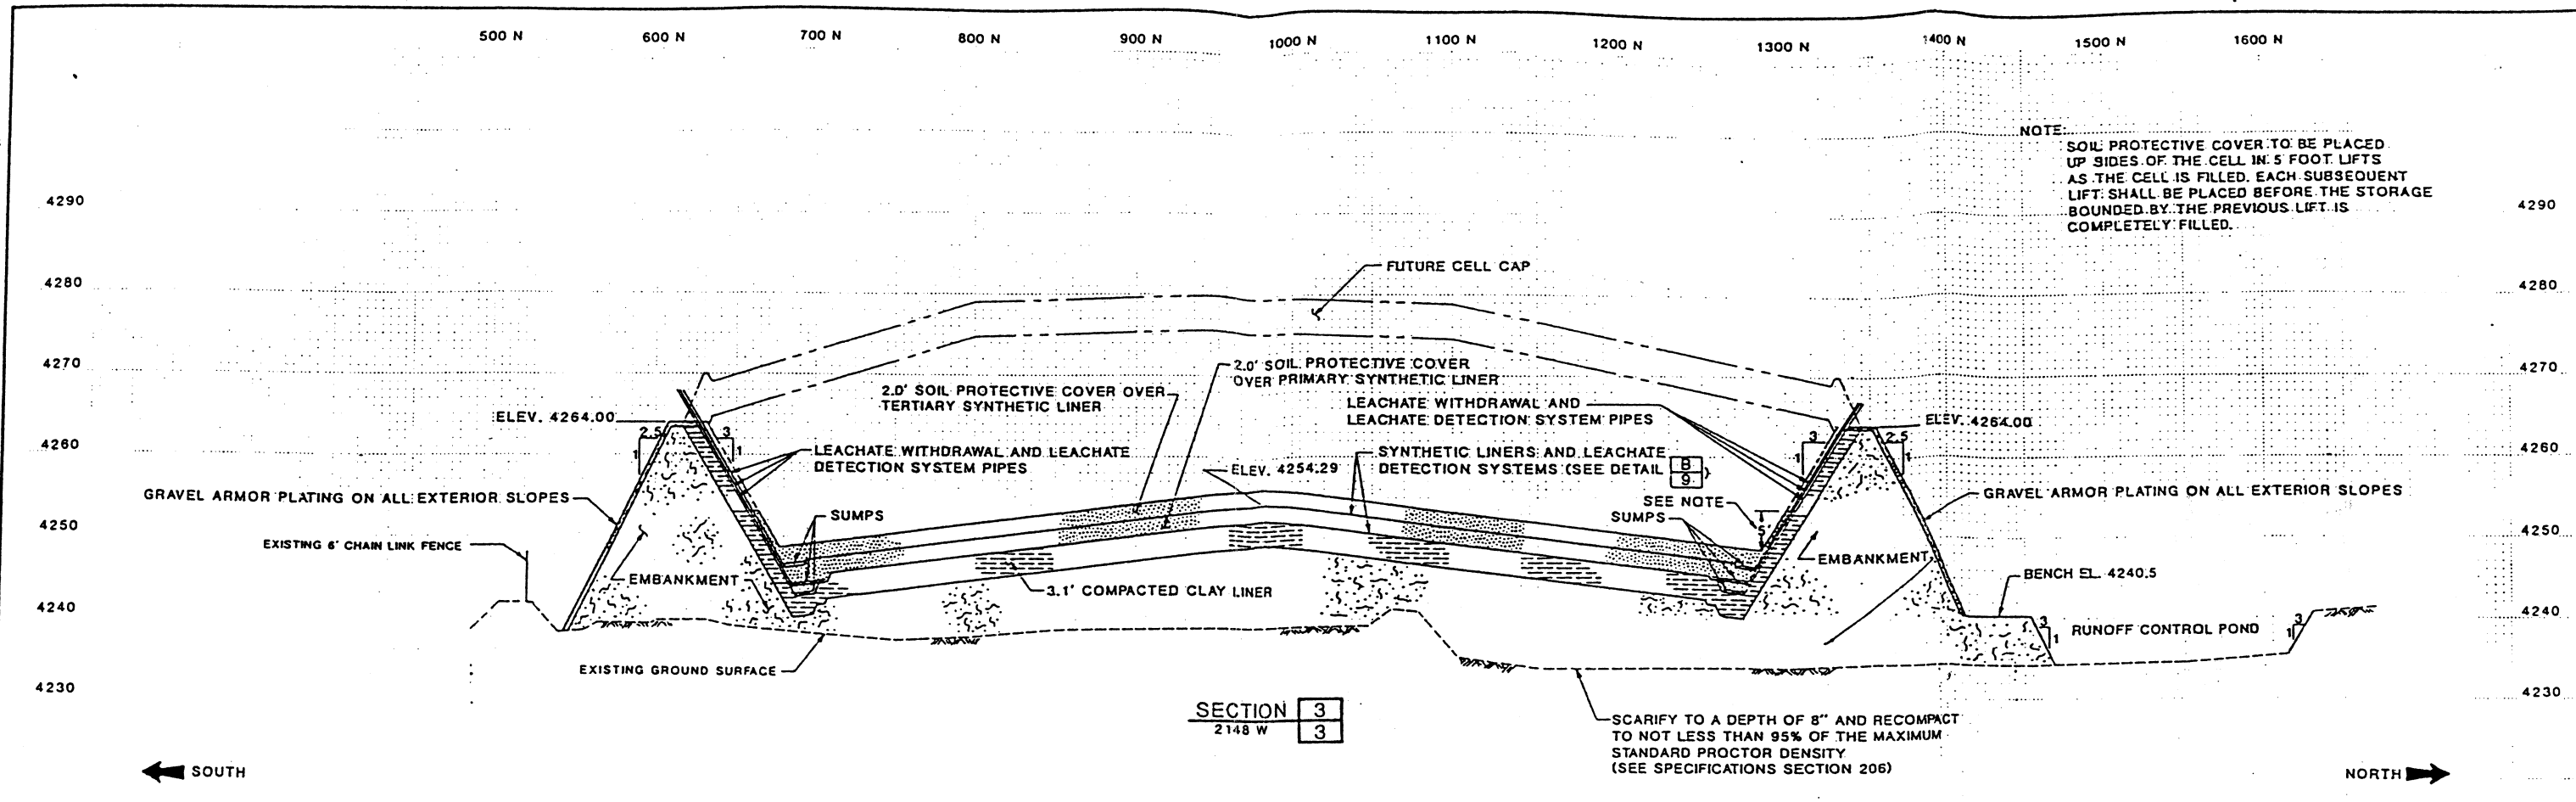 500 N 600 N 700 N 800 N 900 N 1000 N 1100 N 1200 N 1300 N 1400 N 1500 N 1600 N
NOTE:
SOIL PROTECTIVE COVER TO BE PLACED
UP SIDES OF THE CELL IN 5 FOOT LIFTS
AS THE CELL IS FILLED. EACH SUBSEQUENT
LIFT SHALL BE PLACED BEFORE THE STORAGE
BOUNDED BY THE PREVIOUS LIFT IS
COMPLETELY FILLED.
4290
4290
FUTURE CELL CAP
4280
4280
4270
4270
2.0' SOIL PROTECTIVE COVER
OVER PRIMARY SYNTHETIC LINER
2.0' SOIL PROTECTIVE COVER OVER
TERTIARY SYNTHETIC LINER
LEACHATE WITHDRAWAL AND
LEACHATE DETECTION SYSTEM PIPES
ELEV. 4264.00
ELEV. 4264.00
2.5
1
3
1
3
1
2.5
1
4260
4260
LEACHATE WITHDRAWAL AND LEACHATE
DETECTION SYSTEM PIPES
SYNTHETIC LINERS AND LEACHATE
DETECTION SYSTEMS (SEE DETAIL B/9)
ELEV. 4254.29
GRAVEL ARMOR PLATING ON ALL EXTERIOR SLOPES
GRAVEL ARMOR PLATING ON ALL EXTERIOR SLOPES
SEE NOTE
5'
SUMPS
SUMPS
4250
4250
EXISTING 6' CHAIN LINK FENCE
EMBANKMENT
EMBANKMENT
BENCH EL. 4240.5
3.1' COMPACTED CLAY LINER
4240
4240
3
1
RUNOFF CONTROL POND
3
1
EXISTING GROUND SURFACE
4230
4230
SECTION 3
2148 W 3
SCARIFY TO A DEPTH OF 8" AND RECOMPACT
TO NOT LESS THAN 95% OF THE MAXIMUM
STANDARD PROCTOR DENSITY
(SEE SPECIFICATIONS SECTION 206)
SOUTH
NORTH